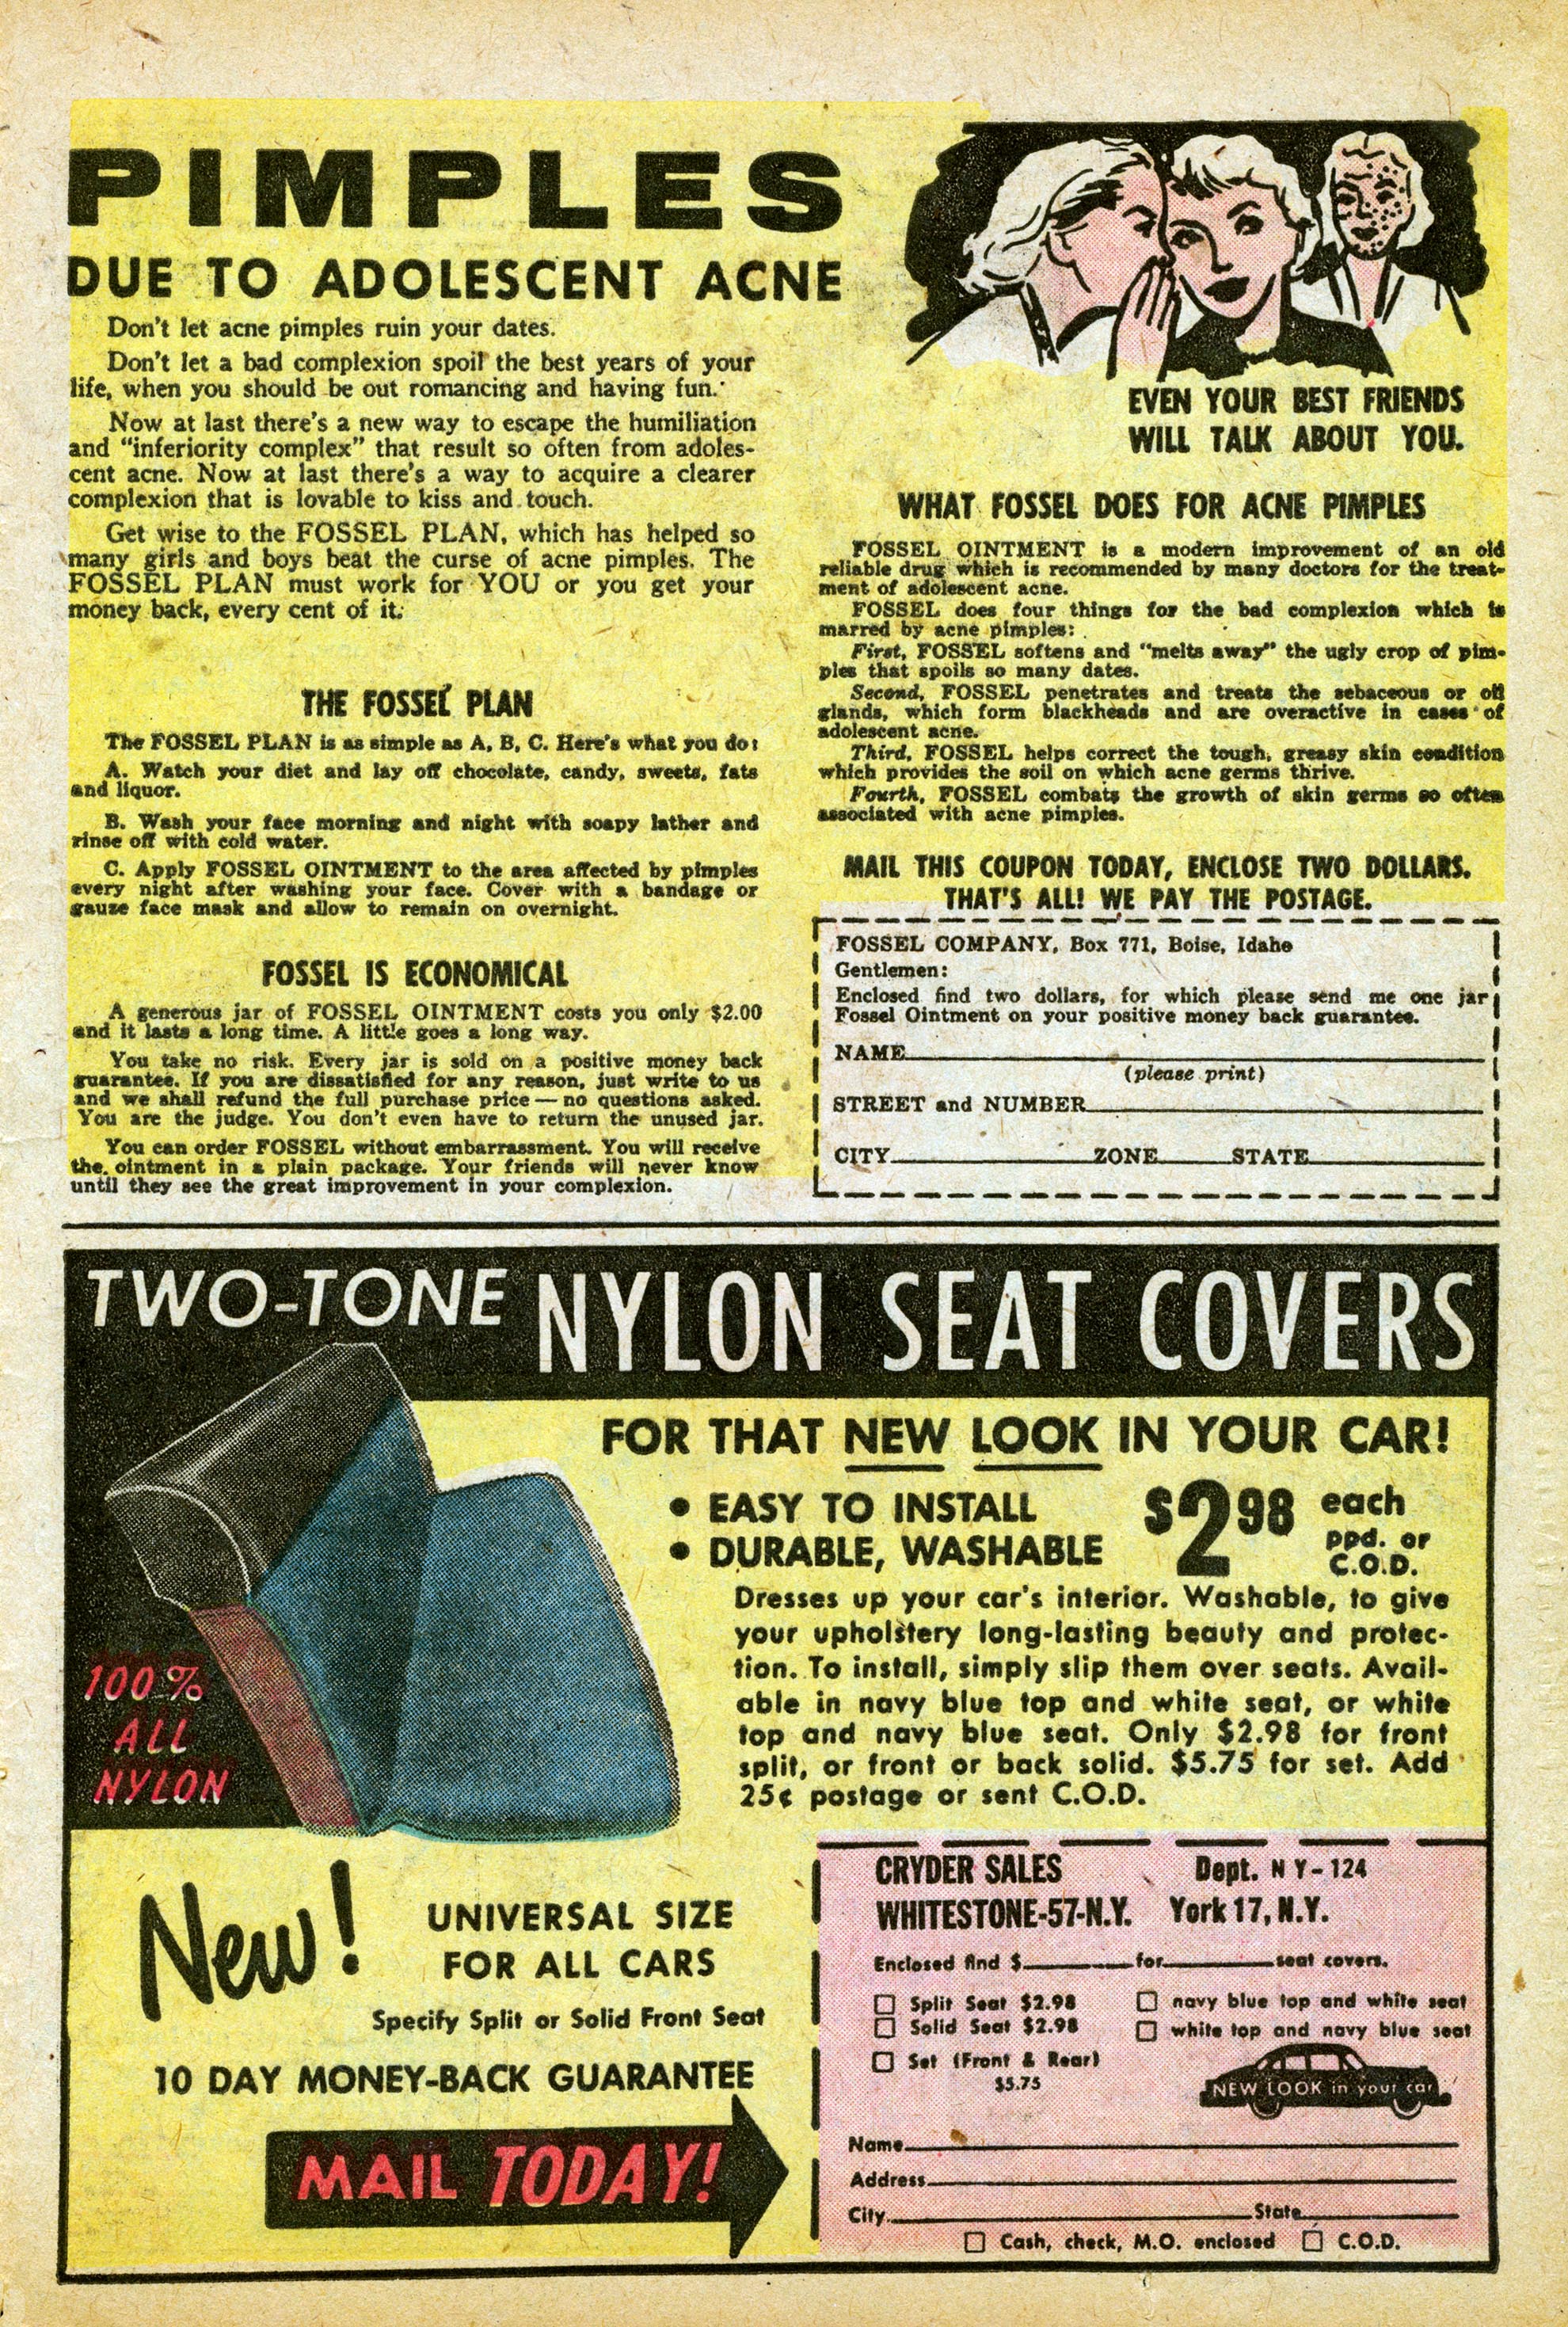 PIMPLES
DUE TO ADOLESCENT ACNE
Don't let acne pimples ruin your dates.
Don't let a bad complexion spoil the best years of your
life, when you should be out romancing and having fun.
Now at last there's a new way to escape the humiliation
and "inferiority complex" that result so often from adoles-
cent acne. Now at last there's a way to acquire a clearer
complexion that is lovable to kiss and touch.
Get wise to the FOSSEL PLAN, which has helped so
many girls and boys beat the curse of acne pimples. The
FOSSEL PLAN must work for YOU or you get your
money back, every cent of it.
THE FOSSEL PLAN
The FOSSEL PLAN is as simple as A, B, C. Here's what you do:
A. Watch your diet and lay off chocolate, candy, sweets, fats
and liquor.
B. Wash your face morning and night with soapy lather and
rinse off with cold water.
C. Apply FOSSEL OINTMENT to the area affected by pimples
every night after washing your face. Cover with a bandage or
gauze face mask and allow to remain on overnight.
FOSSEL IS ECONOMICAL
A generous jar of FOSSEL OINTMENT costs you only $2.00
and it lasts a long time. A little goes a long way.
You take no risk. Every jar is sold on a positive money back
guarantee. If you are dissatisfied for any reason, just write to us
and we shall refund the full purchase price — no questions asked.
You are the judge. You don't even have to return the unused jar.
You can order FOSSEL without embarrassment. You will receive
the ointment in a plain package. Your friends will never know
until they see the great improvement in your complexion.
EVEN YOUR BEST FRIENDS
WILL TALK ABOUT YOU.
WHAT FOSSEL DOES FOR ACNE PIMPLES
FOSSEL OINTMENT is a modern improvement of an old
reliable drug which is recommended by many doctors for the treat-
ment of adolescent acne.
FOSSEL does four things for the bad complexion which is
marred by acne pimples:
First, FOSSEL softens and "melts away" the ugly crop of pim-
ples that spoils so many dates.
Second, FOSSEL penetrates and treats the sebaceous or oil
glands, which form blackheads and are overactive in cases of
adolescent acne.
Third, FOSSEL helps correct the tough, greasy skin condition
which provides the soil on which acne germs thrive.
Fourth, FOSSEL combats the growth of skin germs so often
associated with acne pimples.
MAIL THIS COUPON TODAY, ENCLOSE TWO DOLLARS.
THAT'S ALL! WE PAY THE POSTAGE.
FOSSEL COMPANY, Box 771, Boise, Idaho
Gentlemen:
Enclosed find two dollars, for which please send me one jar
Fossel Ointment on your positive money back guarantee.
NAME
(please print)
STREET and NUMBER
CITY ZONE STATE
TWO-TONE NYLON SEAT COVERS
FOR THAT NEW LOOK IN YOUR CAR!
• EASY TO INSTALL
• DURABLE, WASHABLE
$2.98 each
ppd. or
C.O.D.
Dresses up your car's interior. Washable, to give
your upholstery long-lasting beauty and protec-
tion. To install, simply slip them over seats. Avail-
able in navy blue top and white seat, or white
top and navy blue seat. Only $2.98 for front
split, or front or back solid. $5.75 for set. Add
25¢ postage or sent C.O.D.
100%
ALL
NYLON
New!
UNIVERSAL SIZE
FOR ALL CARS
Specify Split or Solid Front Seat
10 DAY MONEY-BACK GUARANTEE
MAIL TODAY!
CRYDER SALES Dept. N Y-124
WHITESTONE-57-N.Y. York 17, N.Y.
Enclosed find $ for seat covers.
Split Seat $2.98
Solid Seat $2.98
Set (Front & Rear)
$5.75
navy blue top and white seat
white top and navy blue seat
NEW LOOK in your car
Name
Address
City State
Cash, check, M.O. enclosed C.O.D.